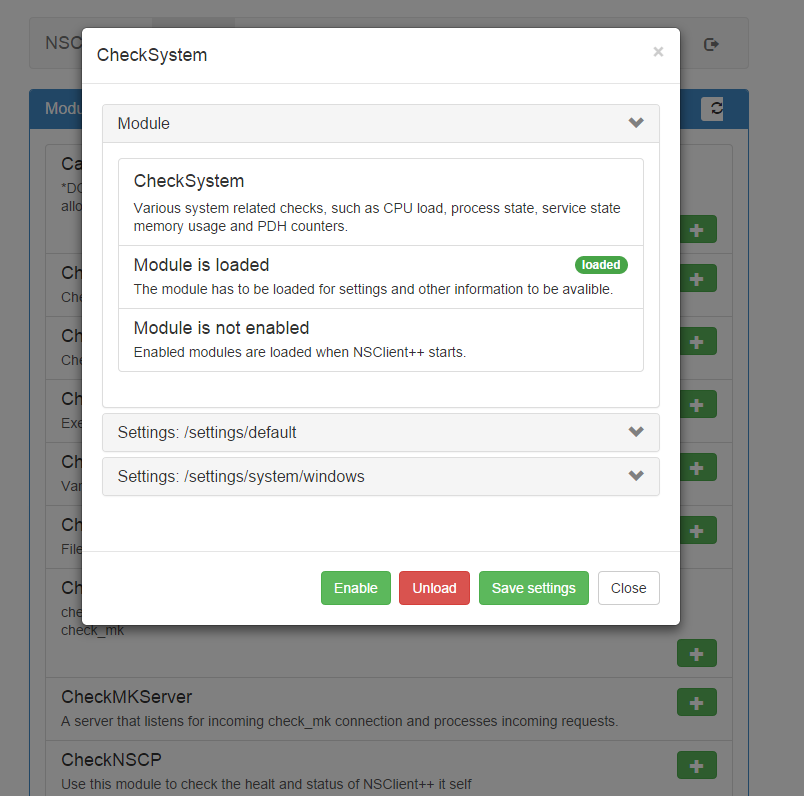 NSC
CheckSystem
×
Modu
Module
Ca
*DO
allo
CheckSystem
Various system related checks, such as CPU load, process state, service state
memory usage and PDH counters.
Ch
Che
Module is loaded
loaded
The module has to be loaded for settings and other information to be avalible.
Ch
Che
Module is not enabled
Enabled modules are loaded when NSClient++ starts.
Ch
Exe
Settings: /settings/default
Ch
Var
Settings: /settings/system/windows
Ch
File
Ch
Enable
Unload
Save settings
Close
che
check_mk
CheckMKServer
A server that listens for incoming check_mk connection and processes incoming requests.
CheckNSCP
Use this module to check the healt and status of NSClient++ it self